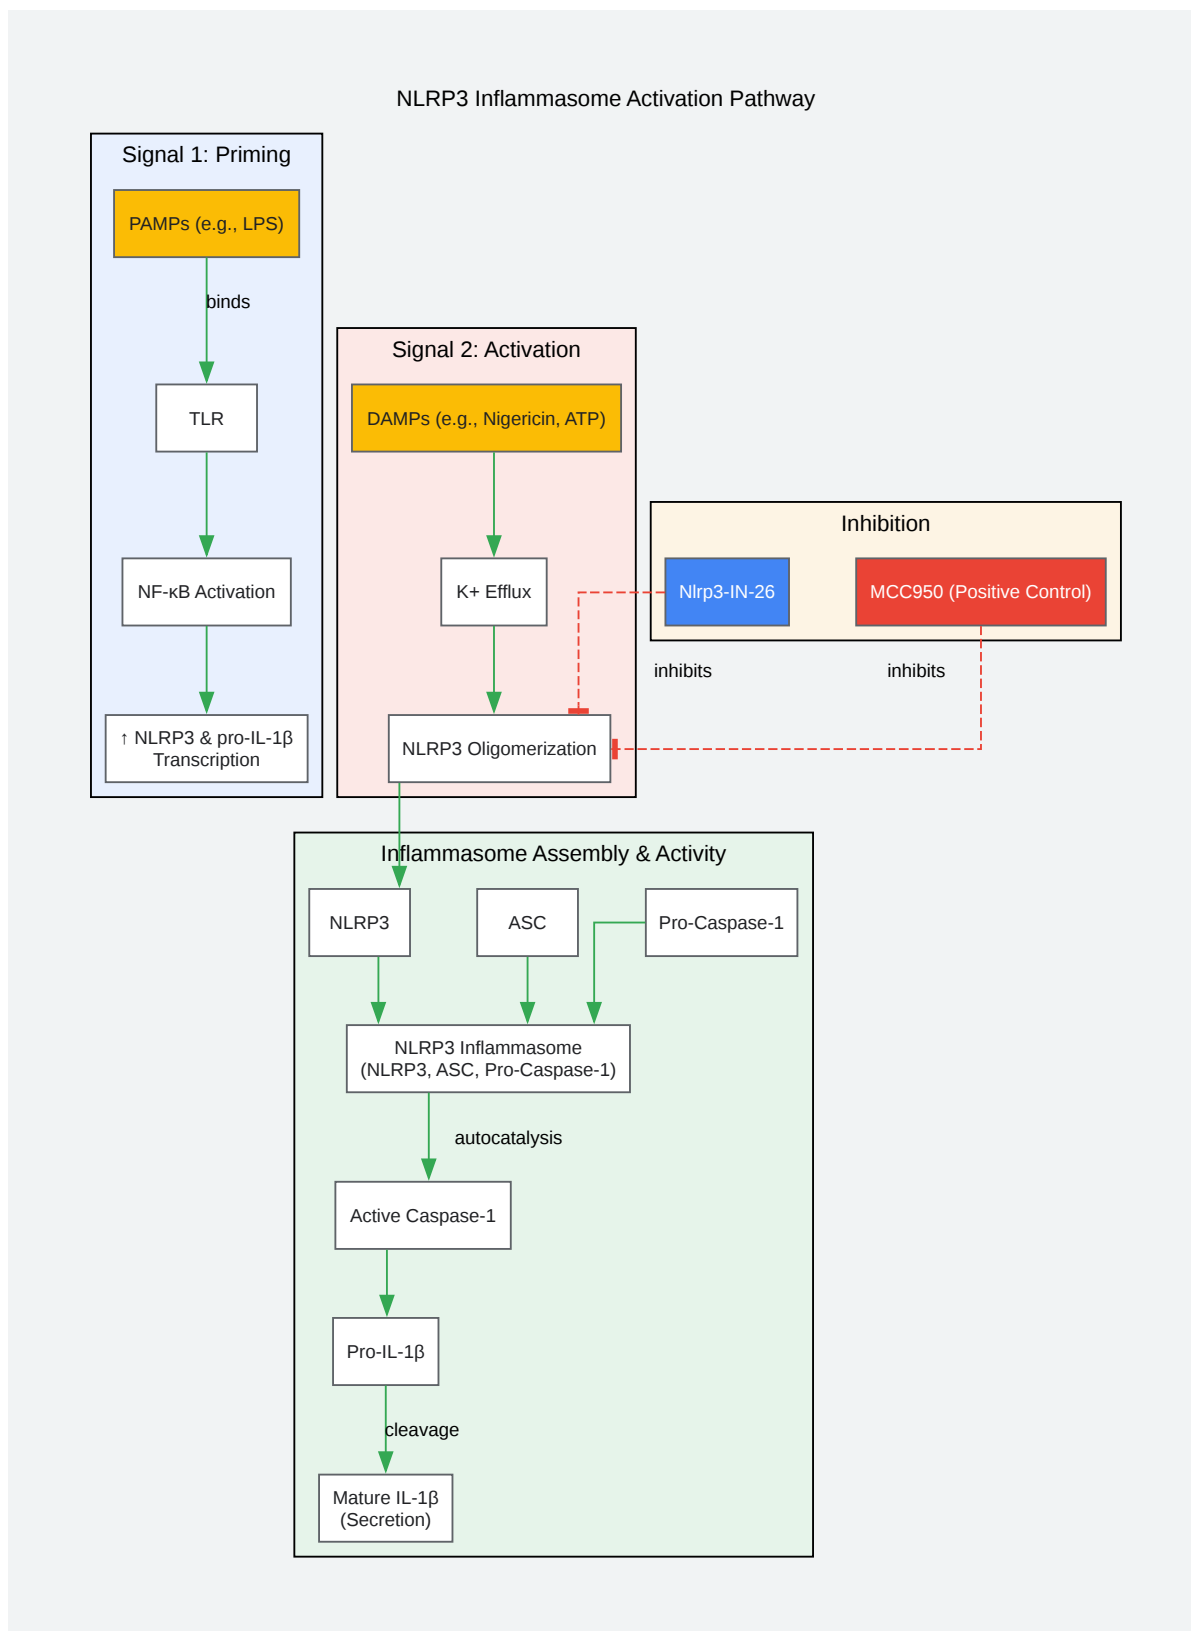 NLRP3 Inflammasome Activation Pathway
Signal 1: Priming
PAMPs (e.g., LPS)
binds
TLR
NF-κB Activation
↑ NLRP3 & pro-IL-1β
Transcription
Signal 2: Activation
DAMPs (e.g., Nigericin, ATP)
K+ Efflux
NLRP3 Oligomerization
Inhibition
Nlrp3-IN-26
MCC950 (Positive Control)
inhibits
inhibits
Inflammasome Assembly & Activity
NLRP3
ASC
Pro-Caspase-1
NLRP3 Inflammasome
(NLRP3, ASC, Pro-Caspase-1)
autocatalysis
Active Caspase-1
Pro-IL-1β
cleavage
Mature IL-1β
(Secretion)